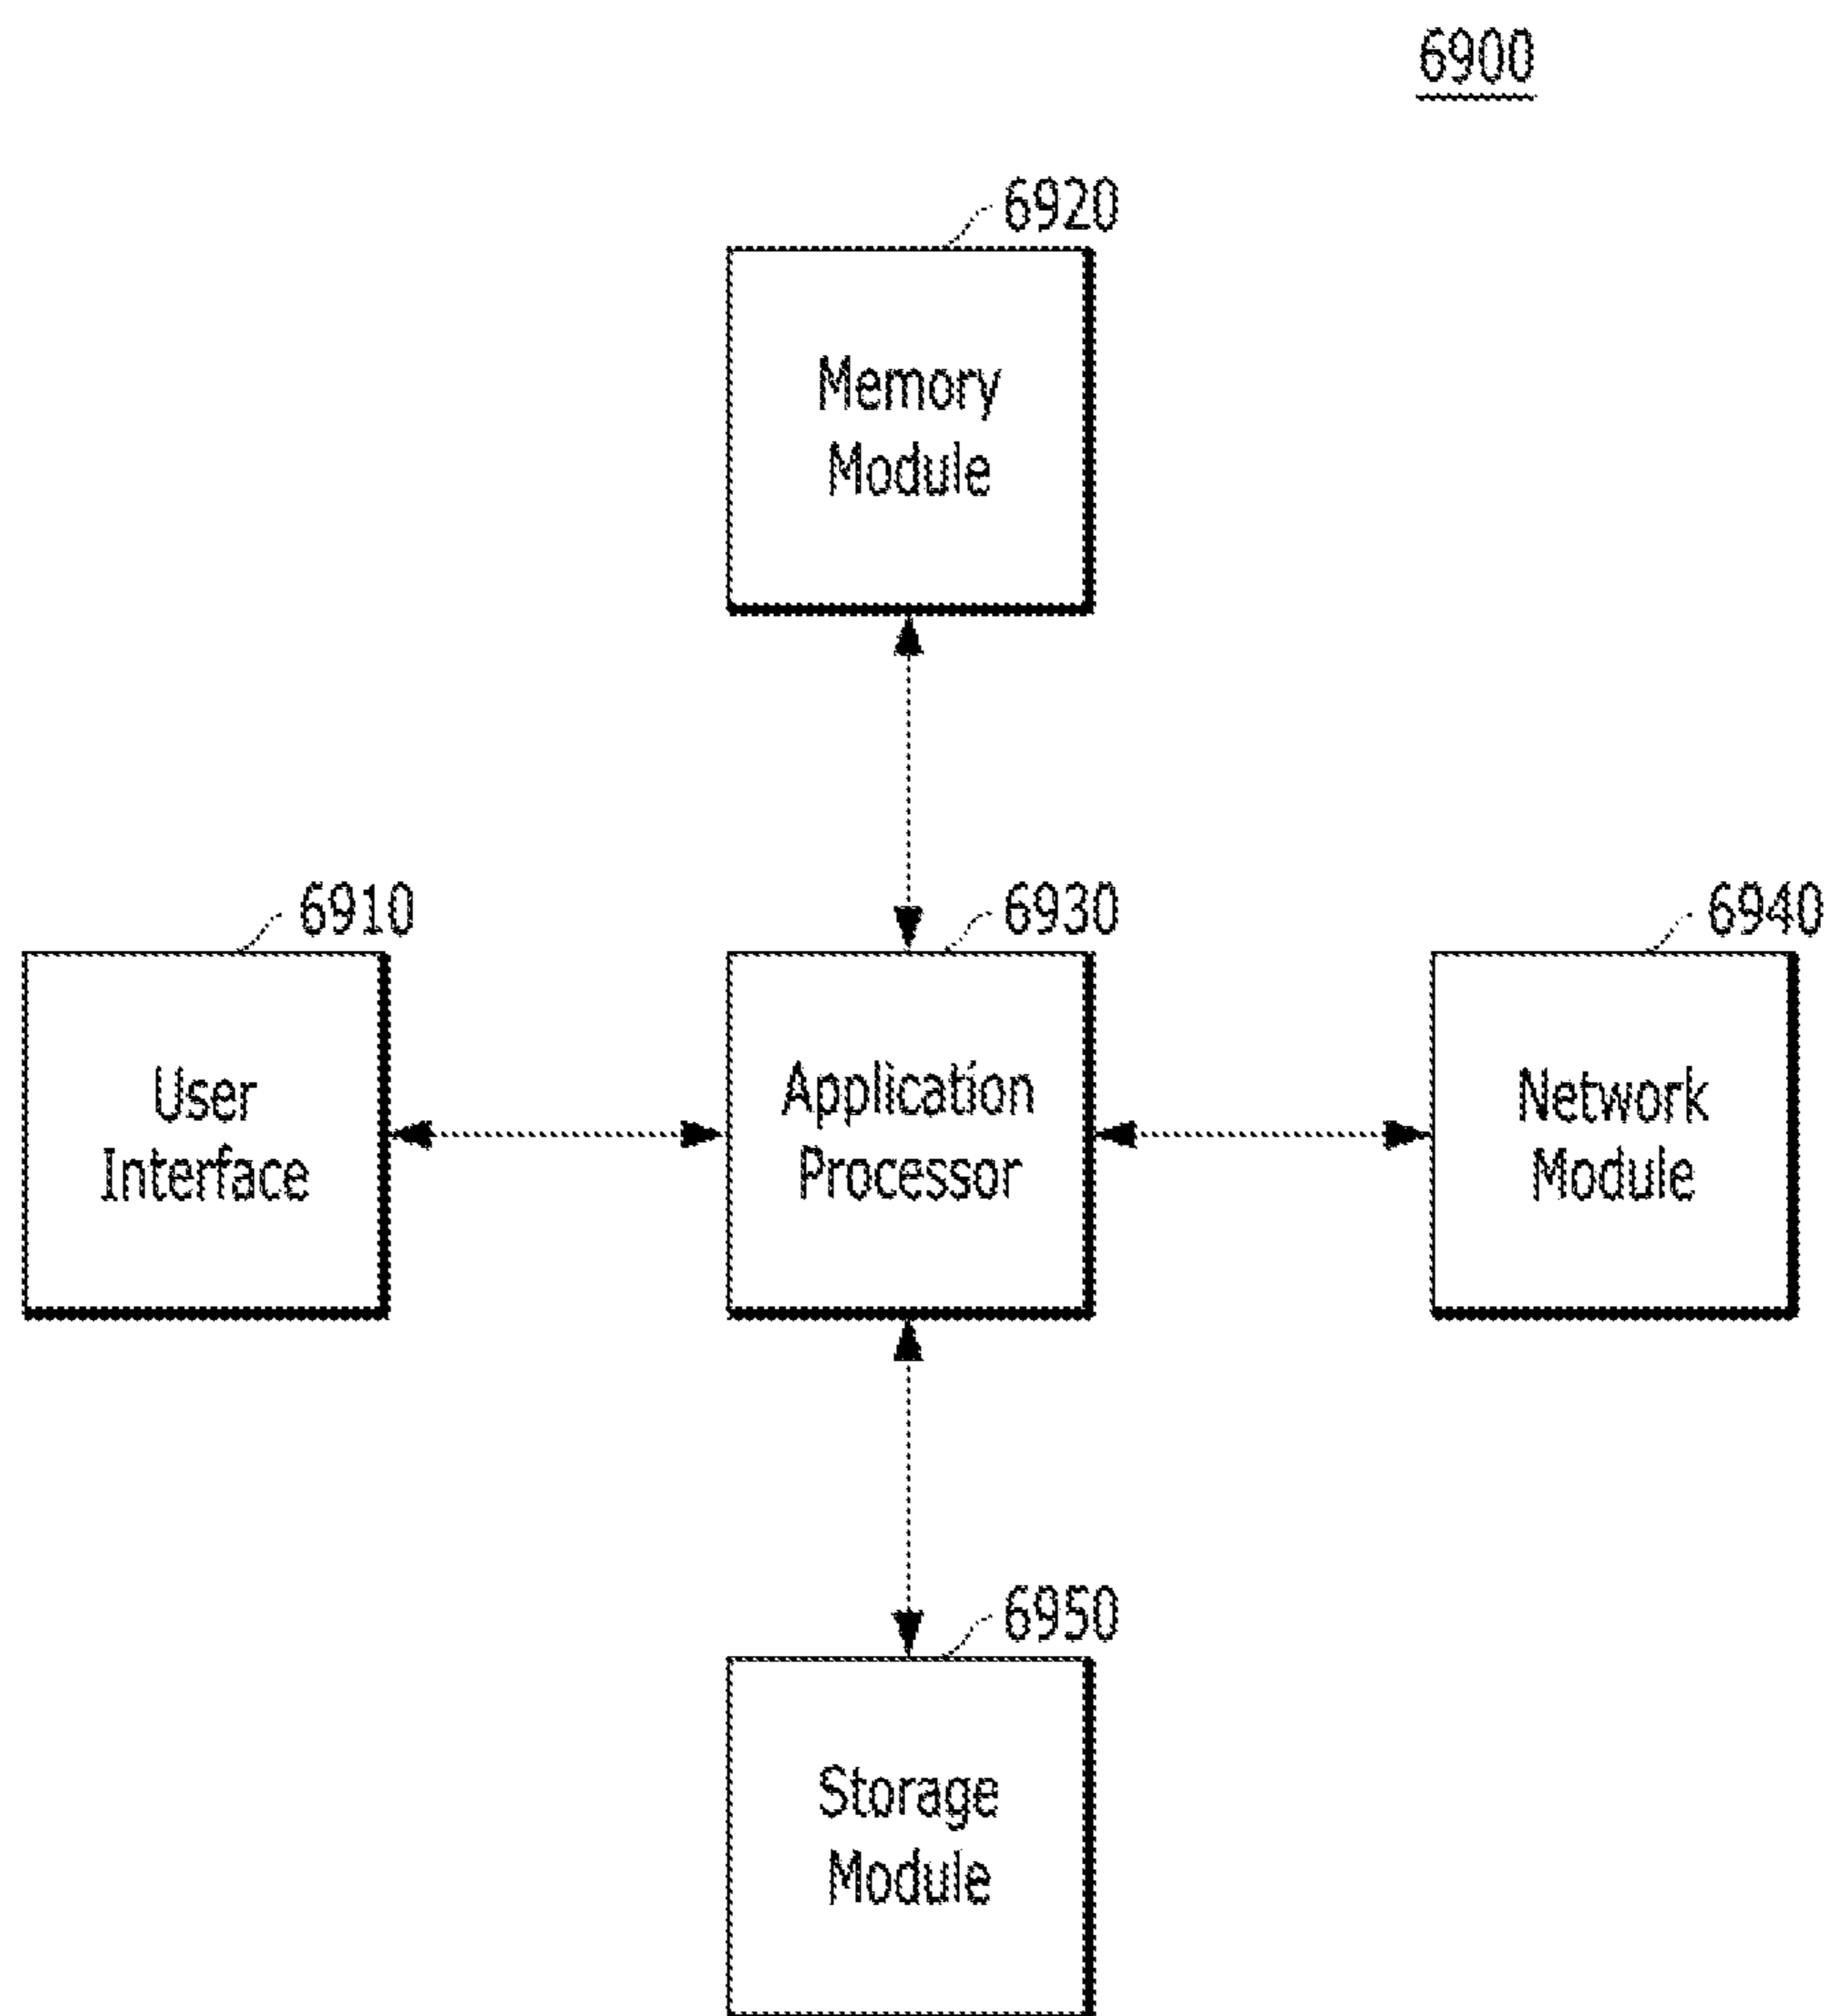 6900
6920
Memory
Module
6910
6930
6940
User
Interface
Application
Processor
Network
Module
6950
Storage
Module